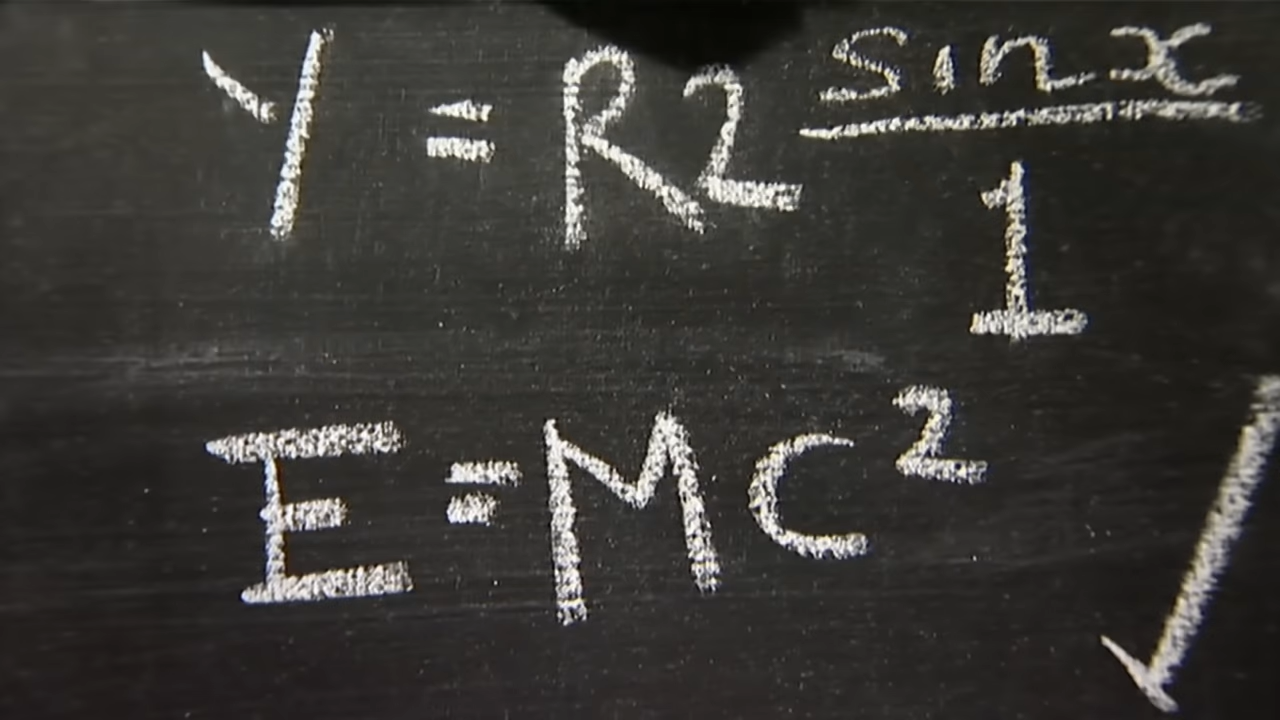 Y = R2 sin x / 1
E = MC²
✓